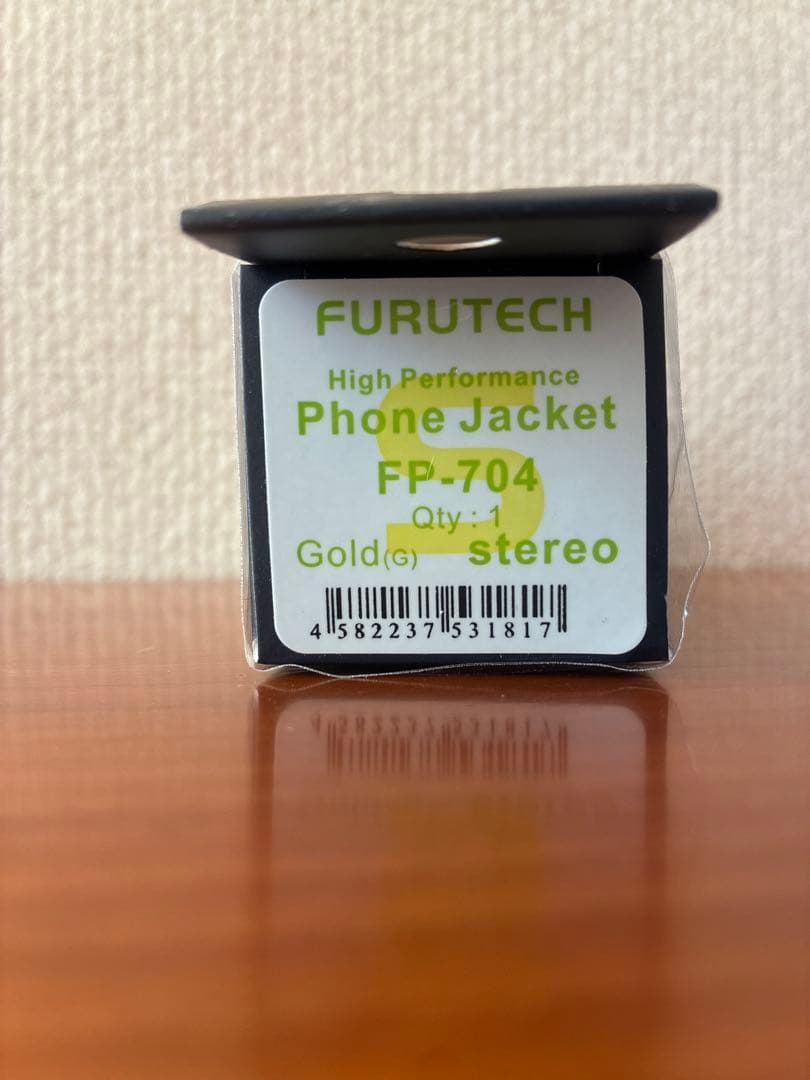 FURUTECH
High Performance
Phone Jacket
S
FP-704
Qty : 1
Gold(G) stereo
4 582237 531817